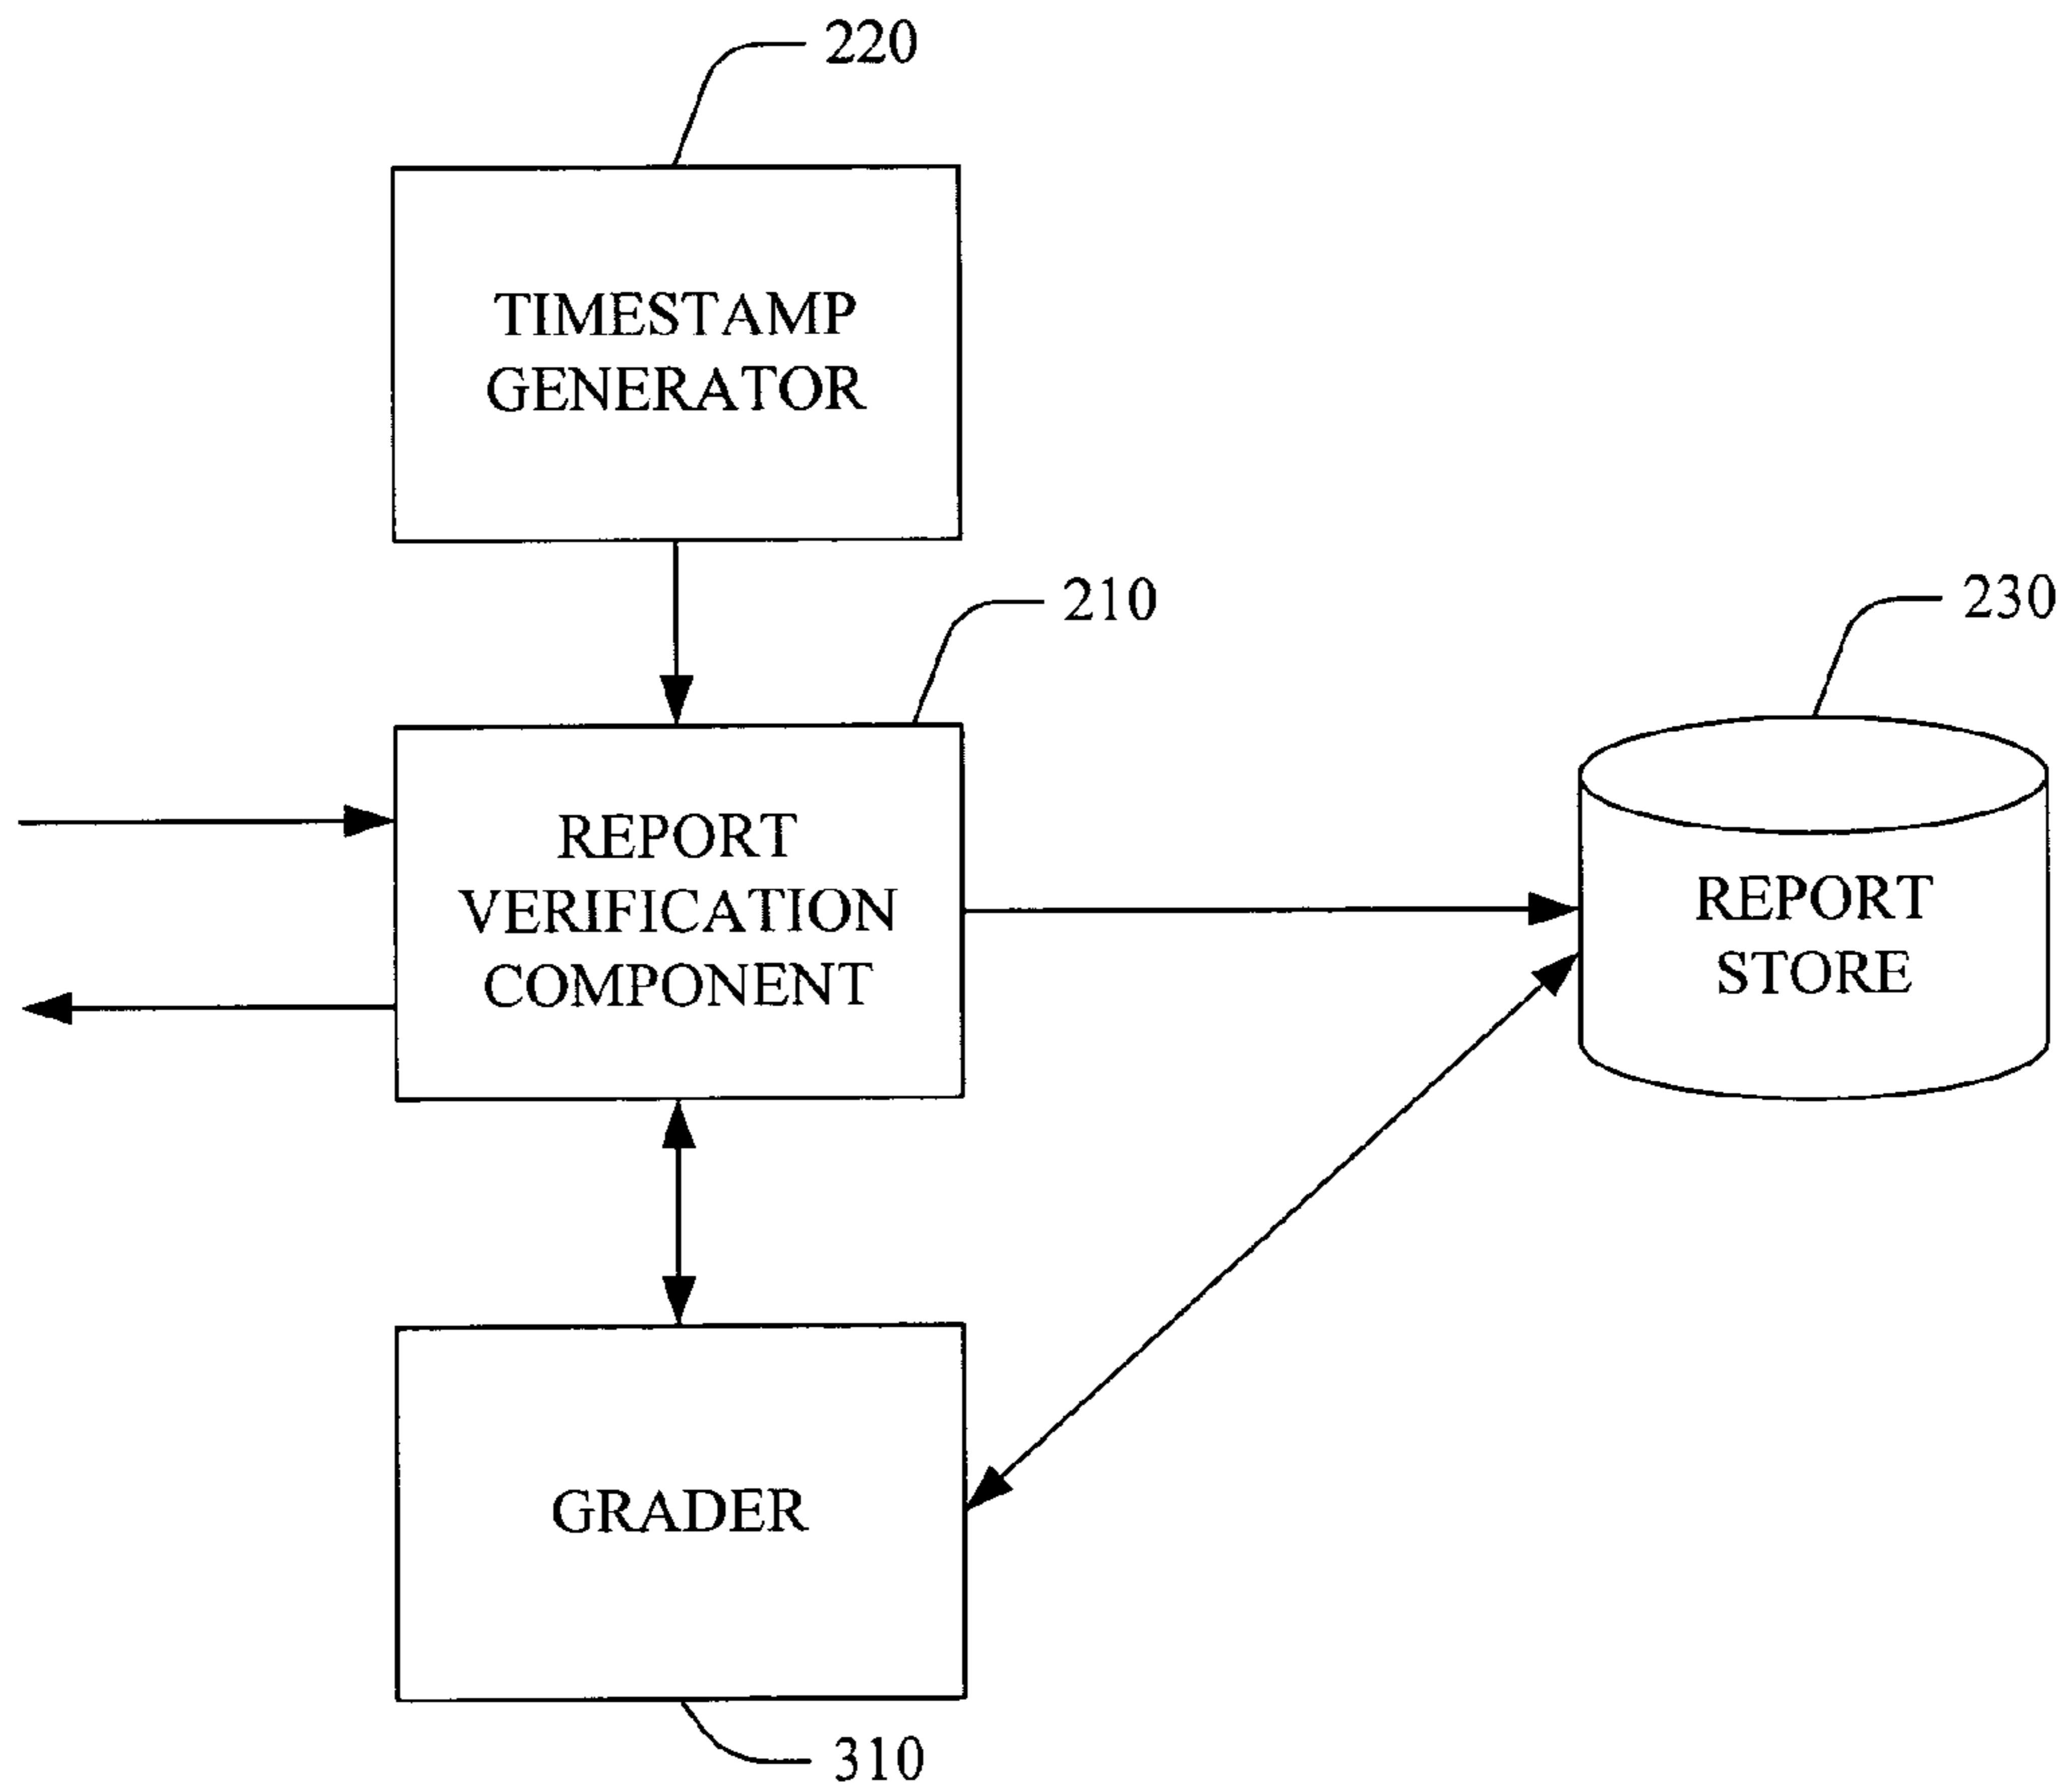 220
TIMESTAMP
GENERATOR
210
230
REPORT
VERIFICATION
COMPONENT
REPORT
STORE
GRADER
310